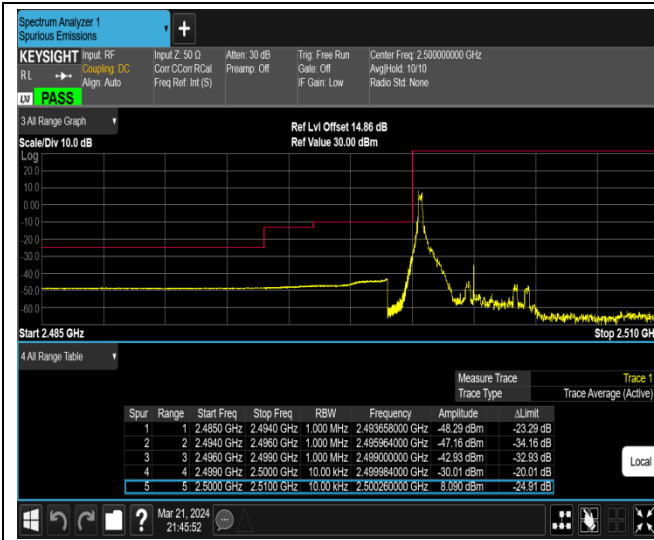 Spectrum Analyzer 1
Spurious Emissions
KEYSIGHT Input: RF Input Z: 50 Ω Atten: 30 dB Trig: Free Run Center Freq: 2.500000000 GHz
RL Coupling: DC Corr CCorr RCal Preamp: Off Gate: Off Avg|Hold: 10/10
Align: Auto Freq Ref: Int (S) IF Gain: Low Radio Std: None
LXI PASS
3 All Range Graph
Ref Lvl Offset 14.86 dB
Scale/Div 10.0 dB Ref Value 30.00 dBm
Log
20.0
10.0
0.00
-10.0
-20.0
-30.0
-40.0
-50.0
-60.0
Start 2.485 GHz Stop 2.510 GH
4 All Range Table
Measure Trace Trace 1
Trace Type Trace Average (Active)
Spur Range Start Freq Stop Freq RBW Frequency Amplitude ΔLimit
1 1 2.4850 GHz 2.4940 GHz 1.000 MHz 2.493658000 GHz -48.29 dBm -23.29 dB
2 2 2.4940 GHz 2.4960 GHz 1.000 MHz 2.495964000 GHz -47.16 dBm -34.16 dB
3 3 2.4960 GHz 2.4990 GHz 1.000 MHz 2.499000000 GHz -42.93 dBm -32.93 dB
4 4 2.4990 GHz 2.5000 GHz 10.00 kHz 2.499984000 GHz -30.01 dBm -20.01 dB
5 5 2.5000 GHz 2.5100 GHz 10.00 kHz 2.500260000 GHz 8.090 dBm -24.91 dB
Local
? Mar 21, 2024
21:45:52